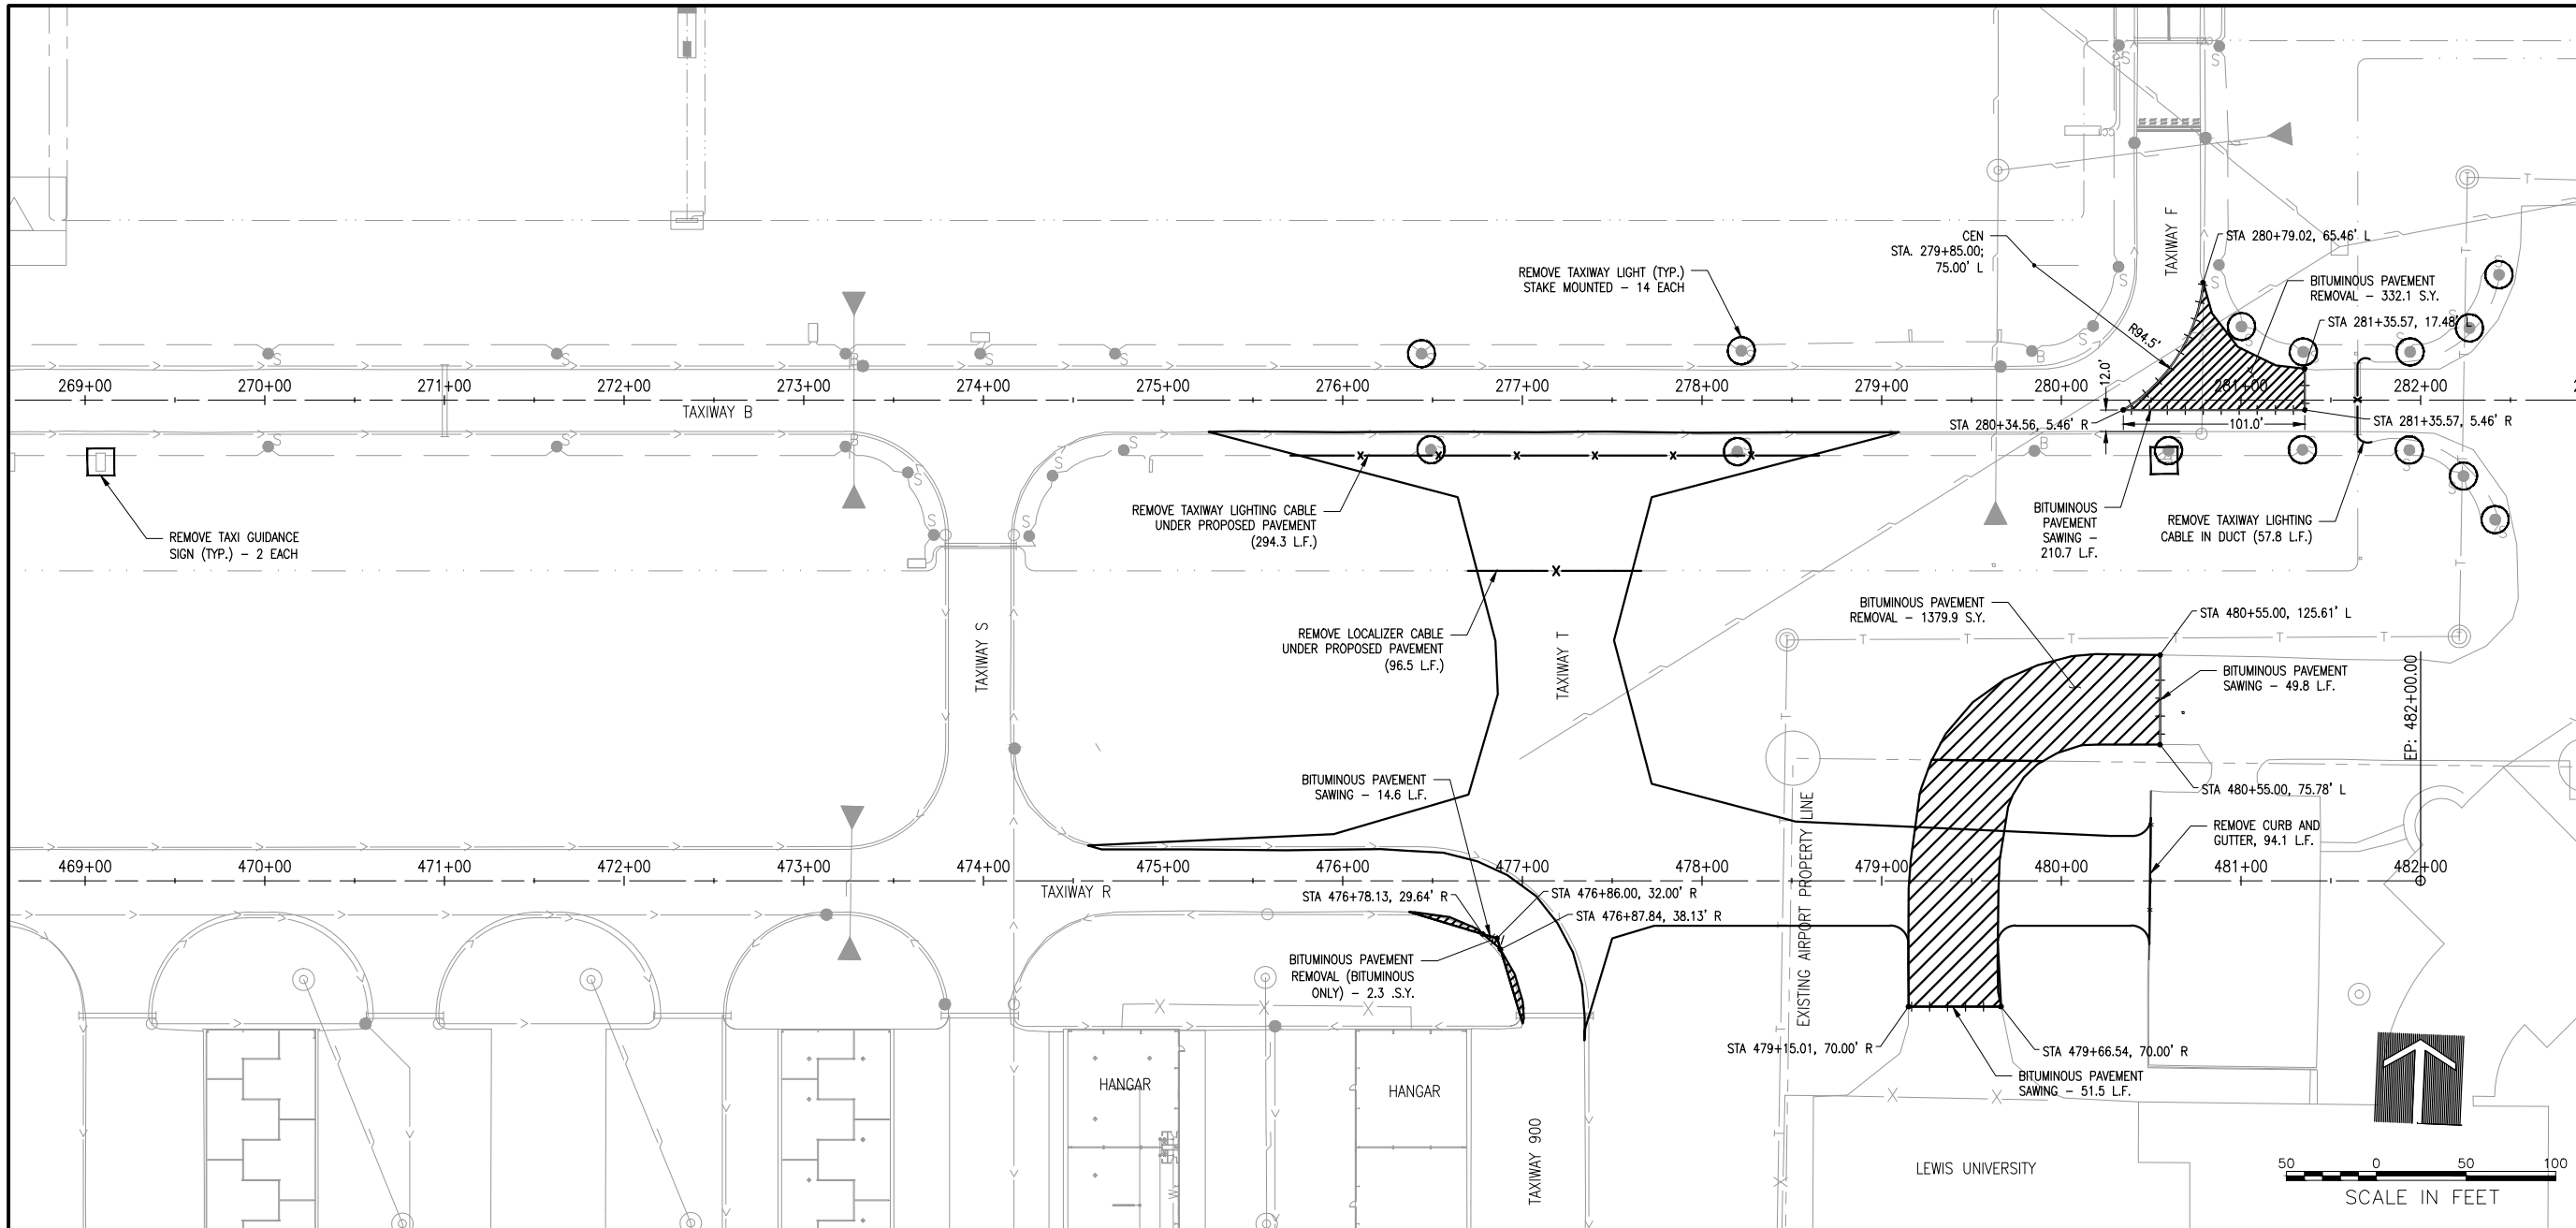 CEN
STA. 279+85.00;
75.00' L
TAXIWAY F
STA 280+79.02, 65.46' L
REMOVE TAXIWAY LIGHT (TYP.)
STAKE MOUNTED – 14 EACH
BITUMINOUS PAVEMENT
REMOVAL – 332.1 S.Y.
STA 281+35.57, 17.48' L
R94.5'
12.0'
269+00
270+00
271+00
272+00
273+00
274+00
275+00
276+00
277+00
278+00
279+00
280+00
281+00
282+00
TAXIWAY B
STA 280+34.56, 5.46' R
101.0'
STA 281+35.57, 5.46' R
REMOVE TAXI GUIDANCE
SIGN (TYP.) – 2 EACH
REMOVE TAXIWAY LIGHTING CABLE
UNDER PROPOSED PAVEMENT
(294.3 L.F.)
BITUMINOUS
PAVEMENT
SAWING –
210.7 L.F.
REMOVE TAXIWAY LIGHTING
CABLE IN DUCT (57.8 L.F.)
TAXIWAY S
REMOVE LOCALIZER CABLE
UNDER PROPOSED PAVEMENT
(96.5 L.F.)
TAXIWAY T
BITUMINOUS PAVEMENT
REMOVAL – 1379.9 S.Y.
STA 480+55.00, 125.61' L
BITUMINOUS PAVEMENT
SAWING – 49.8 L.F.
EP: 482+00.00
BITUMINOUS PAVEMENT
SAWING – 14.6 L.F.
EXISTING AIRPORT PROPERTY LINE
STA 480+55.00, 75.78' L
REMOVE CURB AND
GUTTER, 94.1 L.F.
469+00
470+00
471+00
472+00
473+00
474+00
475+00
476+00
477+00
478+00
479+00
480+00
481+00
482+00
TAXIWAY R
STA 476+78.13, 29.64' R
STA 476+86.00, 32.00' R
STA 476+87.84, 38.13' R
BITUMINOUS PAVEMENT
REMOVAL (BITUMINOUS
ONLY) – 2.3 .S.Y.
STA 479+15.01, 70.00' R
STA 479+66.54, 70.00' R
BITUMINOUS PAVEMENT
SAWING – 51.5 L.F.
HANGAR
HANGAR
TAXIWAY 900
LEWIS UNIVERSITY
50 0 50 100
SCALE IN FEET